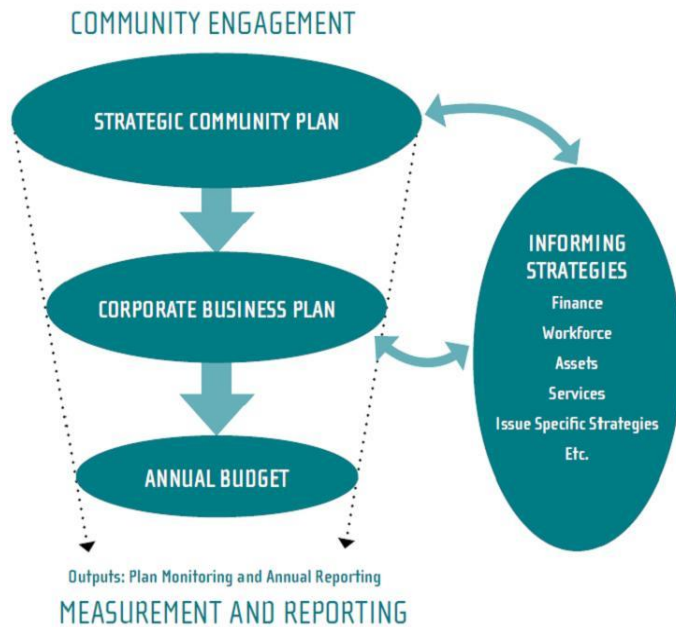 COMMUNITY ENGAGEMENT
STRATEGIC COMMUNITY PLAN
CORPORATE BUSINESS PLAN
ANNUAL BUDGET
INFORMING
STRATEGIES
Finance
Workforce
Assets
Services
Issue Specific Strategies
Etc.
Outputs: Plan Monitoring and Annual Reporting
MEASUREMENT AND REPORTING